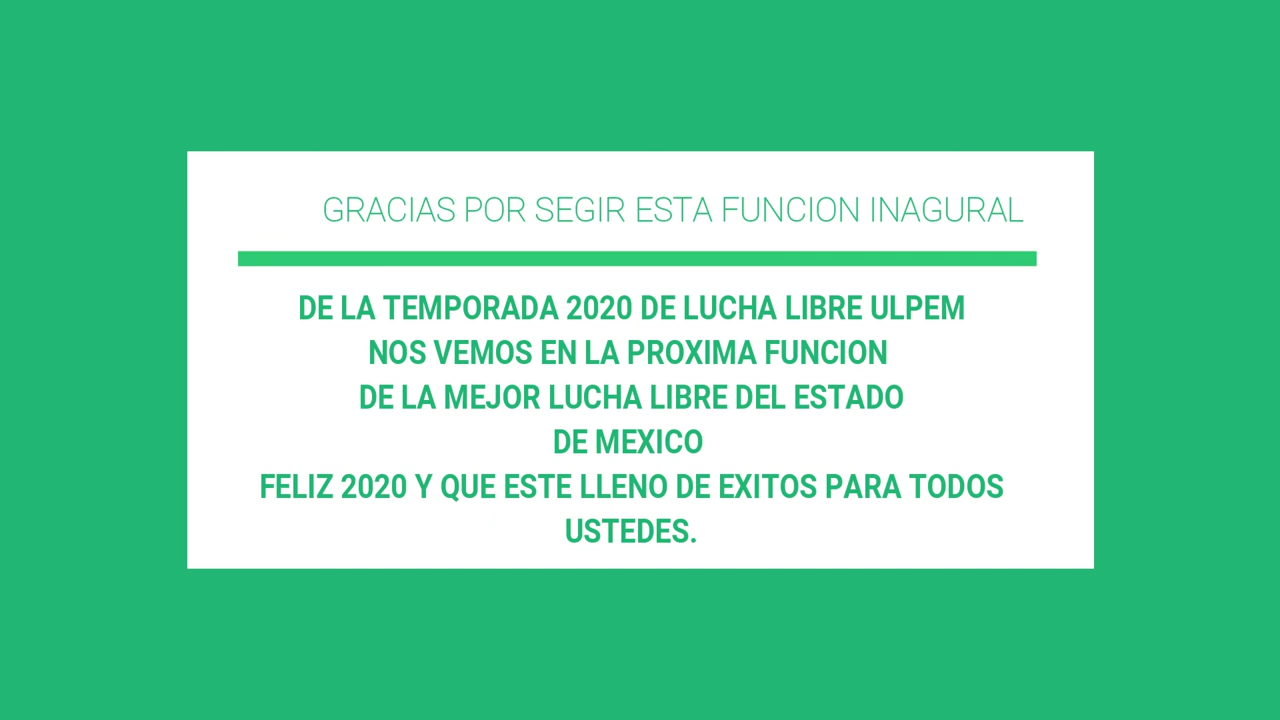 GRACIAS POR SEGIR ESTA FUNCION INAGURAL
DE LA TEMPORADA 2020 DE LUCHA LIBRE ULPEM
NOS VEMOS EN LA PROXIMA FUNCION
DE LA MEJOR LUCHA LIBRE DEL ESTADO
DE MEXICO
FELIZ 2020 Y QUE ESTE LLENO DE EXITOS PARA TODOS
USTEDES.